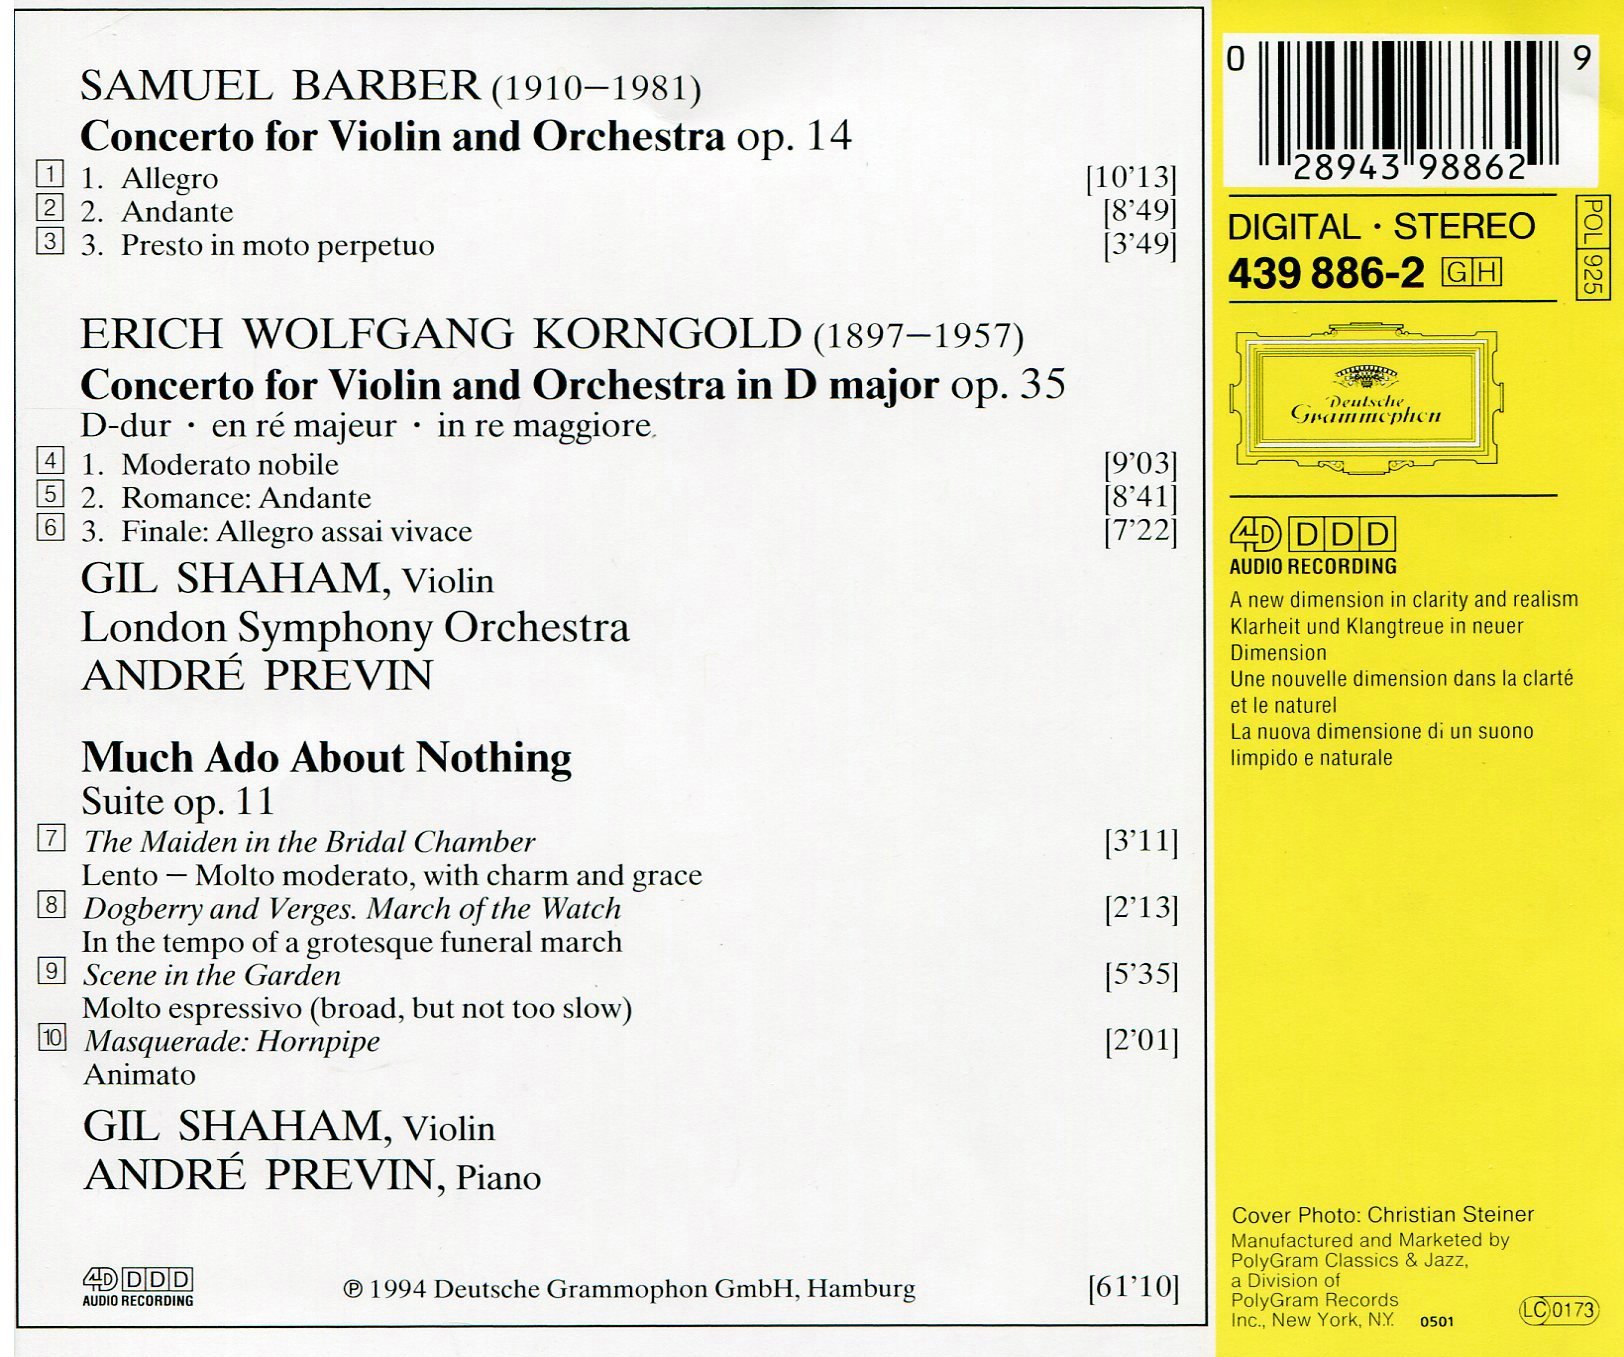 SAMUEL BARBER (1910–1981)
Concerto for Violin and Orchestra op. 14
1 1. Allegro [10’13]
2 2. Andante [8’49]
3 3. Presto in moto perpetuo [3’49]
ERICH WOLFGANG KORNGOLD (1897–1957)
Concerto for Violin and Orchestra in D major op. 35
D-dur · en ré majeur · in re maggiore
4 1. Moderato nobile [9’03]
5 2. Romance: Andante [8’41]
6 3. Finale: Allegro assai vivace [7’22]
GIL SHAHAM, Violin
London Symphony Orchestra
ANDRÉ PREVIN
Much Ado About Nothing
Suite op. 11
7 The Maiden in the Bridal Chamber [3’11]
Lento – Molto moderato, with charm and grace
8 Dogberry and Verges. March of the Watch [2’13]
In the tempo of a grotesque funeral march
9 Scene in the Garden [5’35]
Molto espressivo (broad, but not too slow)
10 Masquerade: Hornpipe [2’01]
Animato
GIL SHAHAM, Violin
ANDRÉ PREVIN, Piano
4D DDD
AUDIO RECORDING
℗ 1994 Deutsche Grammophon GmbH, Hamburg [61’10]
0 28943 98862 9
DIGITAL · STEREO
439 886-2 GH
POL 925
Deutsche
Grammophon
4D DDD
AUDIO RECORDING
A new dimension in clarity and realism
Klarheit und Klangtreue in neuer
Dimension
Une nouvelle dimension dans la clarté
et le naturel
La nuova dimensione di un suono
limpido e naturale
Cover Photo: Christian Steiner
Manufactured and Marketed by
PolyGram Classics & Jazz,
a Division of
PolyGram Records
Inc., New York, N.Y. 0501
LC 0173